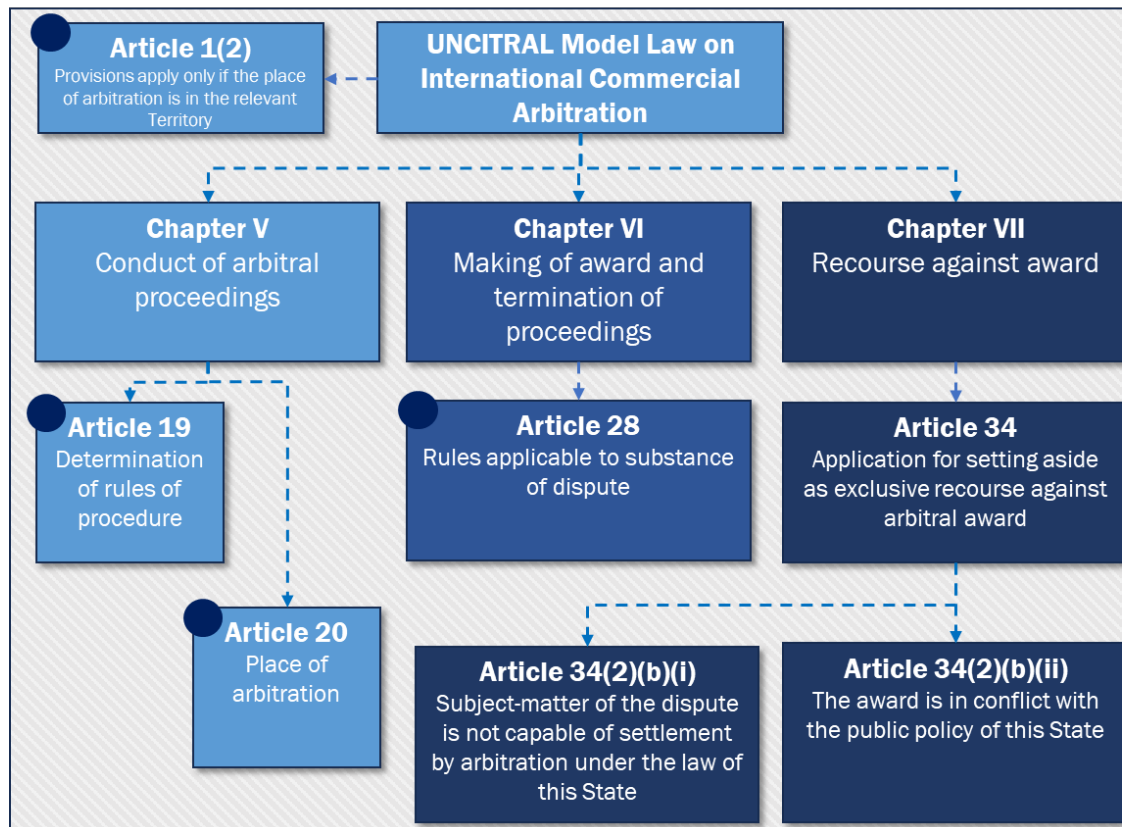 Article 1(2)
Provisions apply only if the place
of arbitration is in the relevant
Territory
UNCITRAL Model Law on
International Commercial
Arbitration
Chapter V
Conduct of arbitral
proceedings
Chapter VI
Making of award and
termination of
proceedings
Chapter VII
Recourse against award
Article 19
Determination
of rules of
procedure
Article 28
Rules applicable to substance
of dispute
Article 34
Application for setting aside
as exclusive recourse against
arbitral award
Article 20
Place of
arbitration
Article 34(2)(b)(i)
Subject-matter of the dispute
is not capable of settlement
by arbitration under the law of
this State
Article 34(2)(b)(ii)
The award is in conflict with
the public policy of this State